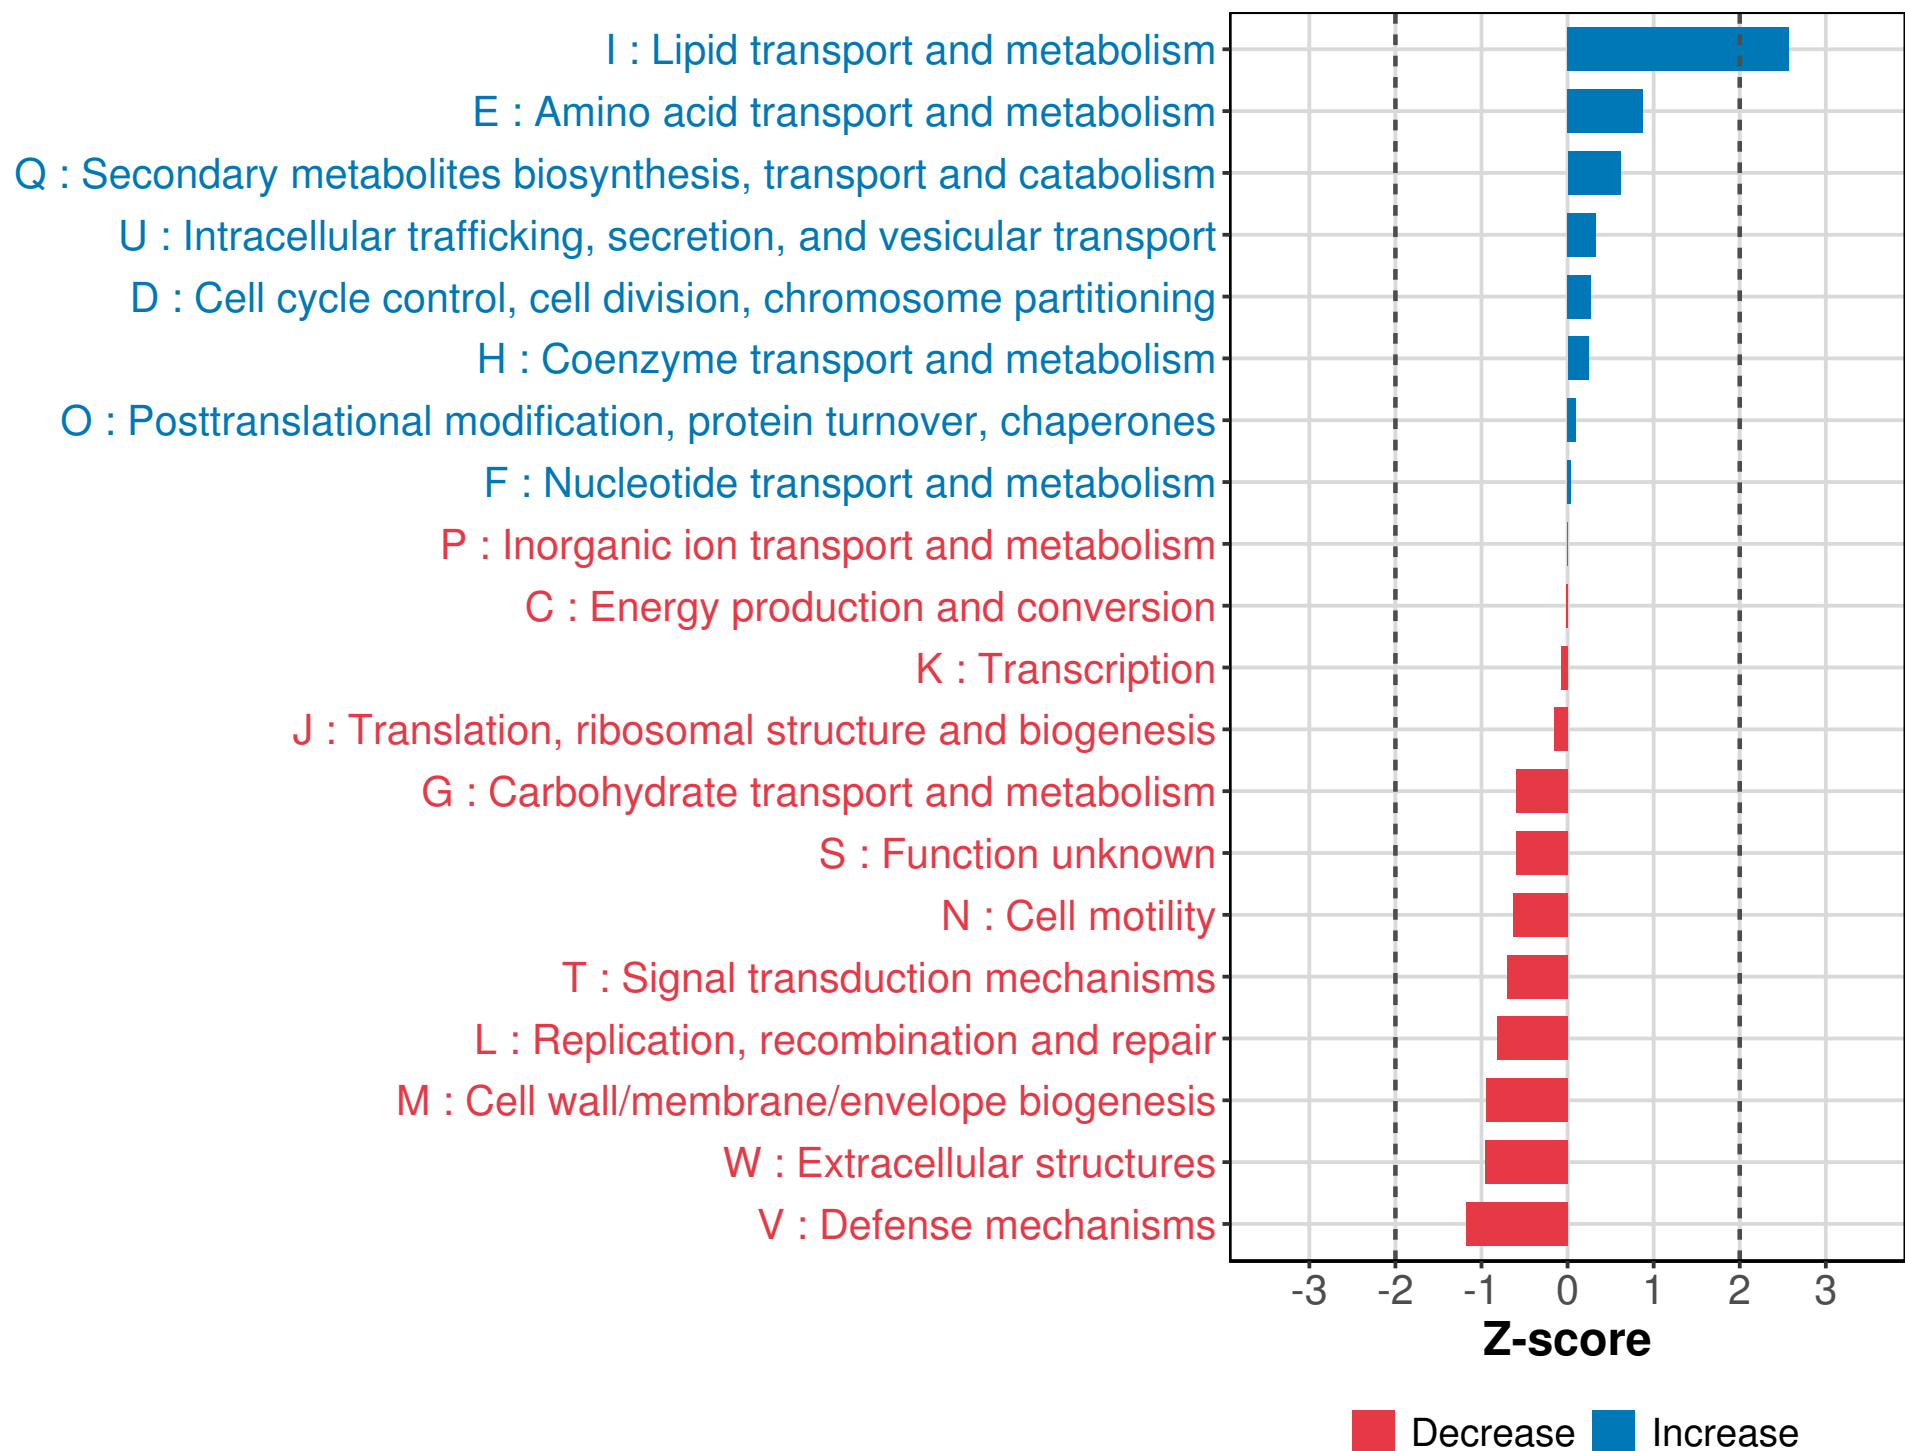 I : Lipid transport and metabolism
E : Amino acid transport and metabolism
Q : Secondary metabolites biosynthesis, transport and catabolism
U : Intracellular trafficking, secretion, and vesicular transport
D : Cell cycle control, cell division, chromosome partitioning
H : Coenzyme transport and metabolism
O : Posttranslational modification, protein turnover, chaperones
F : Nucleotide transport and metabolism
P : Inorganic ion transport and metabolism
C : Energy production and conversion
K : Transcription
J : Translation, ribosomal structure and biogenesis
G : Carbohydrate transport and metabolism
S : Function unknown
N : Cell motility
T : Signal transduction mechanisms
L : Replication, recombination and repair
M : Cell wall/membrane/envelope biogenesis
W : Extracellular structures
V : Defense mechanisms
-3 -2 -1 0 1 2 3
Z-score
Decrease Increase